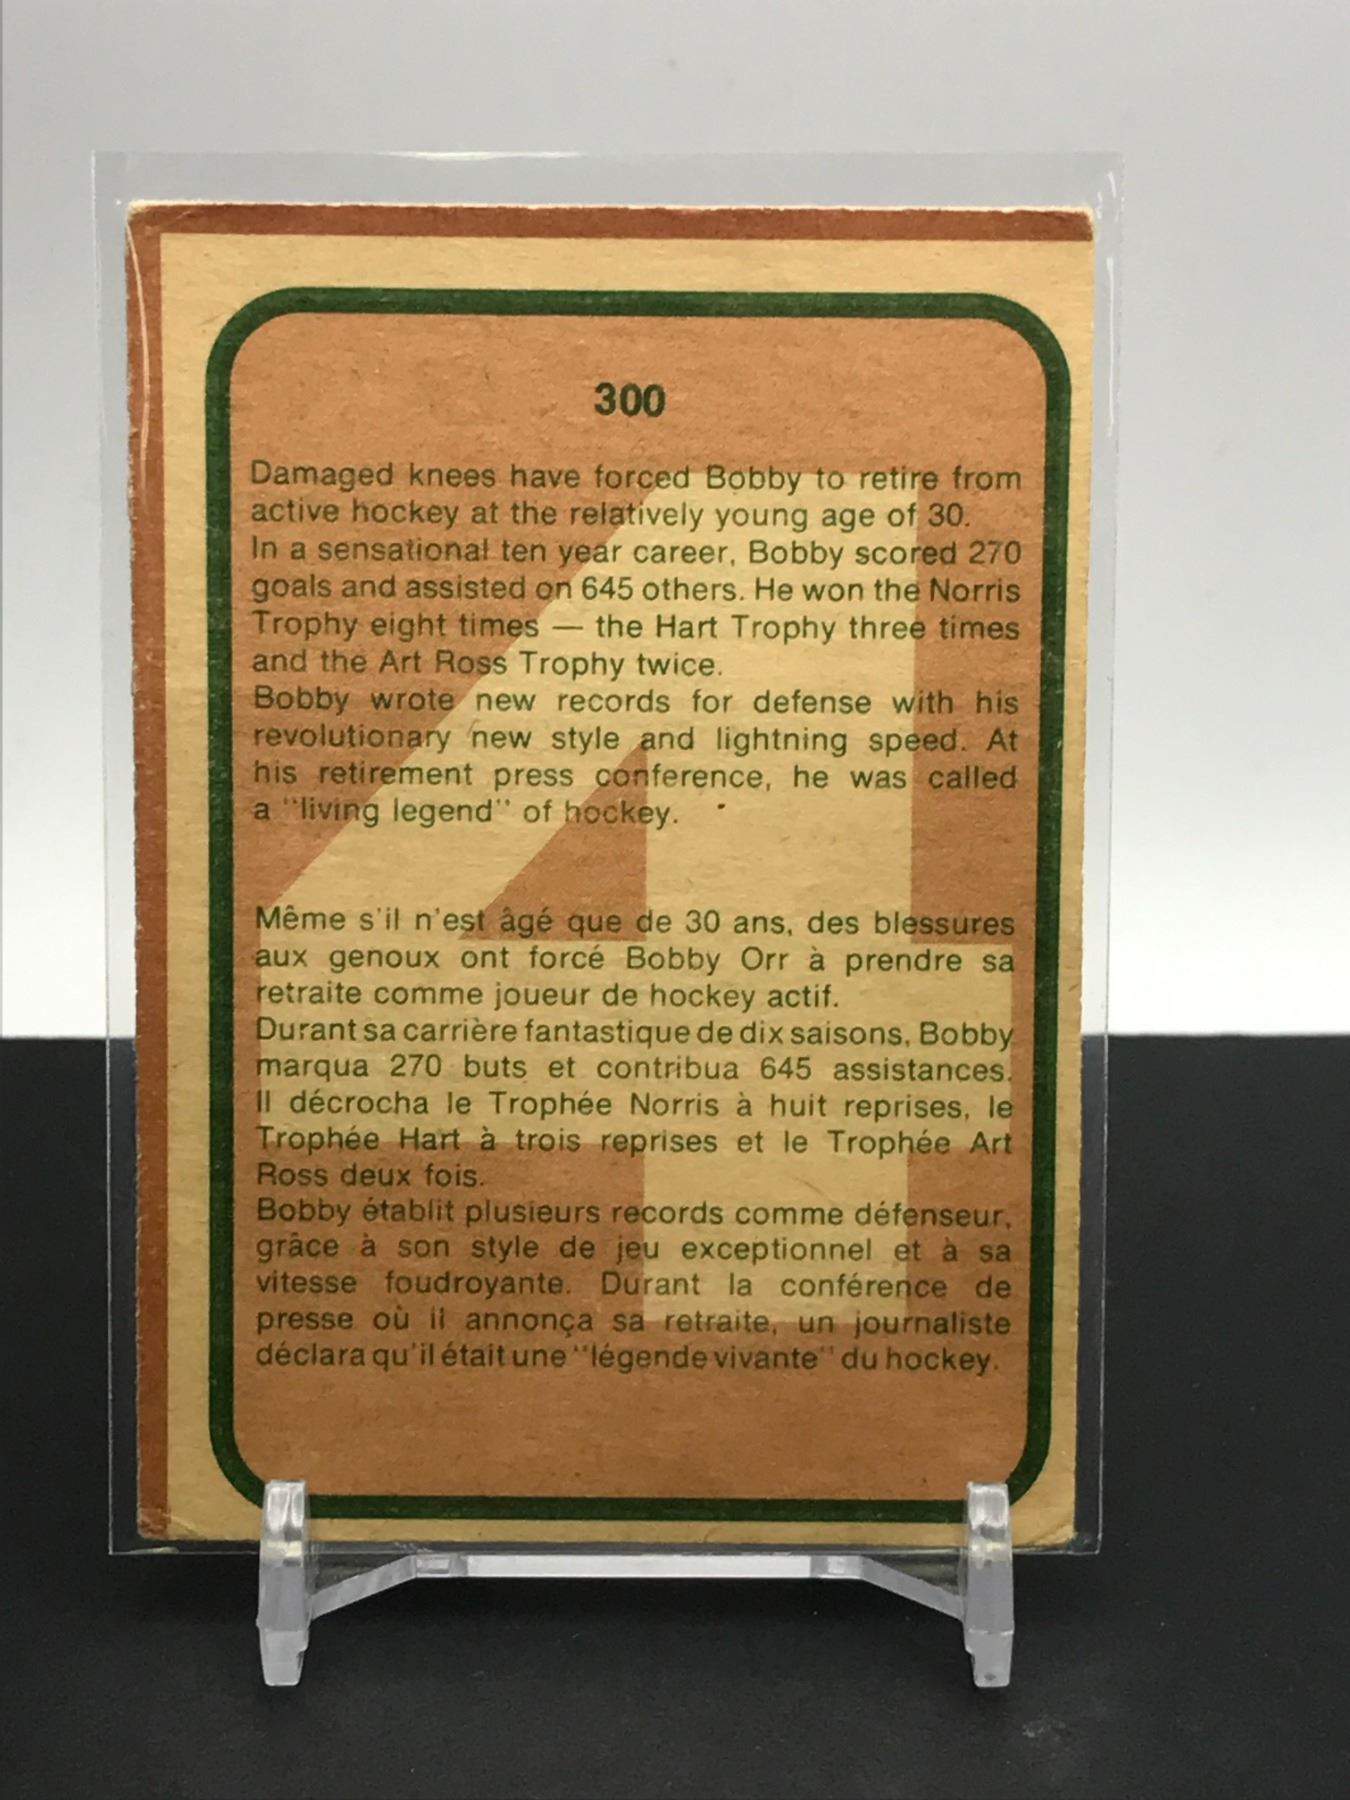 300
Damaged knees have forced Bobby to retire from
active hockey at the relatively young age of 30.
In a sensational ten year career, Bobby scored 270
goals and assisted on 645 others. He won the Norris
Trophy eight times — the Hart Trophy three times
and the Art Ross Trophy twice.
Bobby wrote new records for defense with his
revolutionary new style and lightning speed. At
his retirement press conference, he was called
a "living legend" of hockey.
Même s'il n'est âgé que de 30 ans, des blessures
aux genoux ont forcé Bobby Orr à prendre sa
retraite comme joueur de hockey actif.
Durant sa carrière fantastique de dix saisons, Bobby
marqua 270 buts et contribua 645 assistances.
Il décrocha le Trophée Norris à huit reprises, le
Trophée Hart à trois reprises et le Trophée Art
Ross deux fois.
Bobby établit plusieurs records comme défenseur,
grâce à son style de jeu exceptionnel et à sa
vitesse foudroyante. Durant la conférence de
presse où il annonça sa retraite, un journaliste
déclara qu'il était une "légende vivante" du hockey.